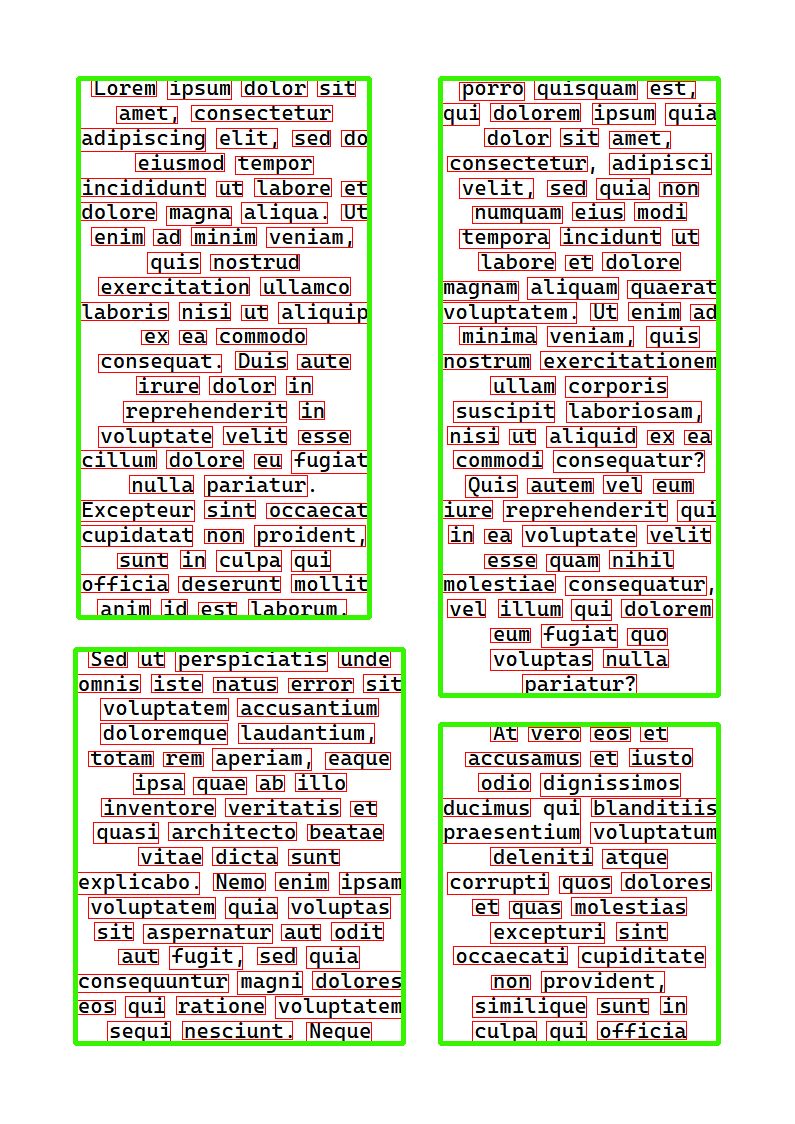 Lorem ipsum dolor sit
amet, consectetur
adipiscing elit, sed do
eiusmod tempor
incididunt ut labore et
dolore magna aliqua. Ut
enim ad minim veniam,
quis nostrud
exercitation ullamco
laboris nisi ut aliquip
ex ea commodo
consequat. Duis aute
irure dolor in
reprehenderit in
voluptate velit esse
cillum dolore eu fugiat
nulla pariatur.
Excepteur sint occaecat
cupidatat non proident,
sunt in culpa qui
officia deserunt mollit
anim id est laborum.
Sed ut perspiciatis unde
omnis iste natus error sit
voluptatem accusantium
doloremque laudantium,
totam rem aperiam, eaque
ipsa quae ab illo
inventore veritatis et
quasi architecto beatae
vitae dicta sunt
explicabo. Nemo enim ipsam
voluptatem quia voluptas
sit aspernatur aut odit
aut fugit, sed quia
consequuntur magni dolores
eos qui ratione voluptatem
sequi nesciunt. Neque
porro quisquam est,
qui dolorem ipsum quia
dolor sit amet,
consectetur, adipisci
velit, sed quia non
numquam eius modi
tempora incidunt ut
labore et dolore
magnam aliquam quaerat
voluptatem. Ut enim ad
minima veniam, quis
nostrum exercitationem
ullam corporis
suscipit laboriosam,
nisi ut aliquid ex ea
commodi consequatur?
Quis autem vel eum
iure reprehenderit qui
in ea voluptate velit
esse quam nihil
molestiae consequatur,
vel illum qui dolorem
eum fugiat quo
voluptas nulla
pariatur?
At vero eos et
accusamus et iusto
odio dignissimos
ducimus qui blanditiis
praesentium voluptatum
deleniti atque
corrupti quos dolores
et quas molestias
excepturi sint
occaecati cupiditate
non provident,
similique sunt in
culpa qui officia